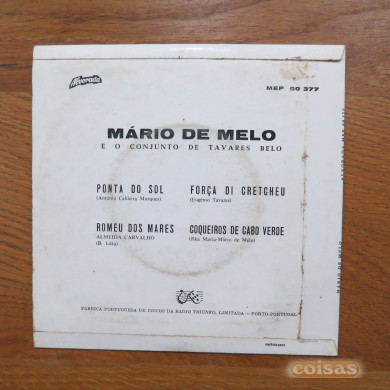 Alvorada
MEP 60 377
MÁRIO DE MELO
E O CONJUNTO DE TAVARES BELO
PONTA DO SOL
(António Caldeira Marques)
FORÇA DI CRETCHEU
(Eugénio Tavares)
ROMEU DOS MARES
ALMEIDA CARVALHO
COQUEIROS DE CABO VERDE
FABRICA PORTUGUESA DE DISCOS DA RADIO TRIUNFO, LIMITADA — PORTO-PORTUGAL
MÁRIO DE MELO
coisas